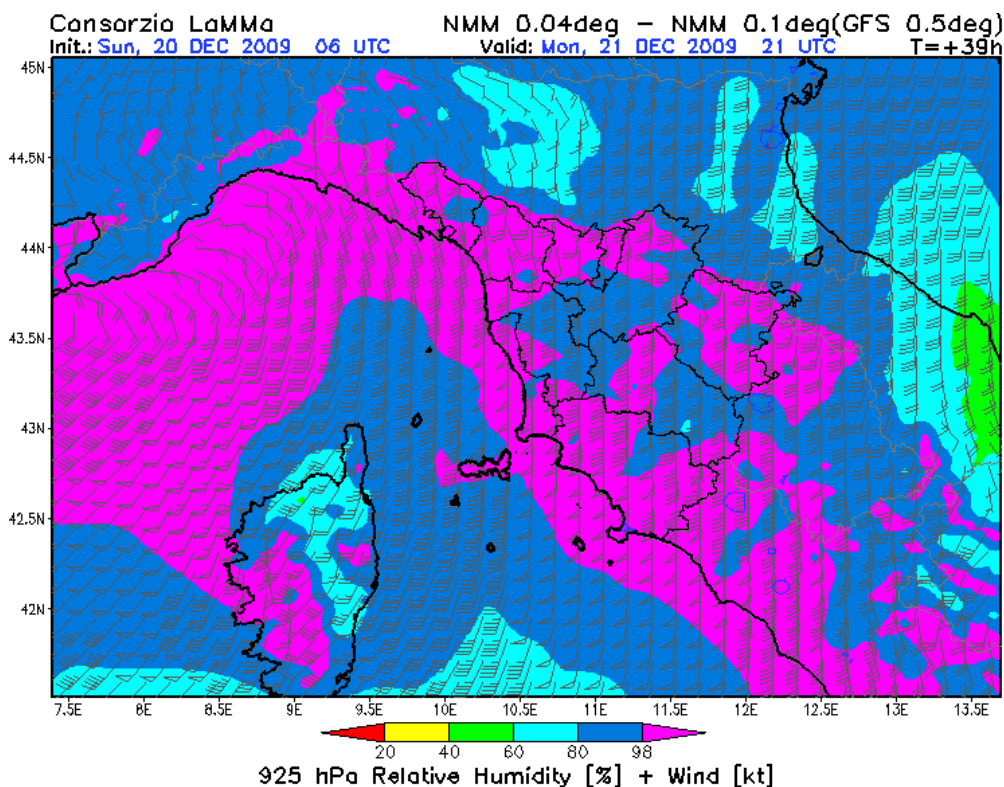 Consorzio LaMMa NMM 0.04deg – NMM 0.1deg(GFS 0.5deg)
Init.: Sun, 20 DEC 2009 06 UTC Valid: Mon, 21 DEC 2009 21 UTC T=+39h
45N
44.5N
44N
43.5N
43N
42.5N
42N
7.5E 8E 8.5E 9E 9.5E 10E 10.5E 11E 11.5E 12E 12.5E 13E 13.5E
20 40 60 80 98
925 hPa Relative Humidity [%] + Wind [kt]